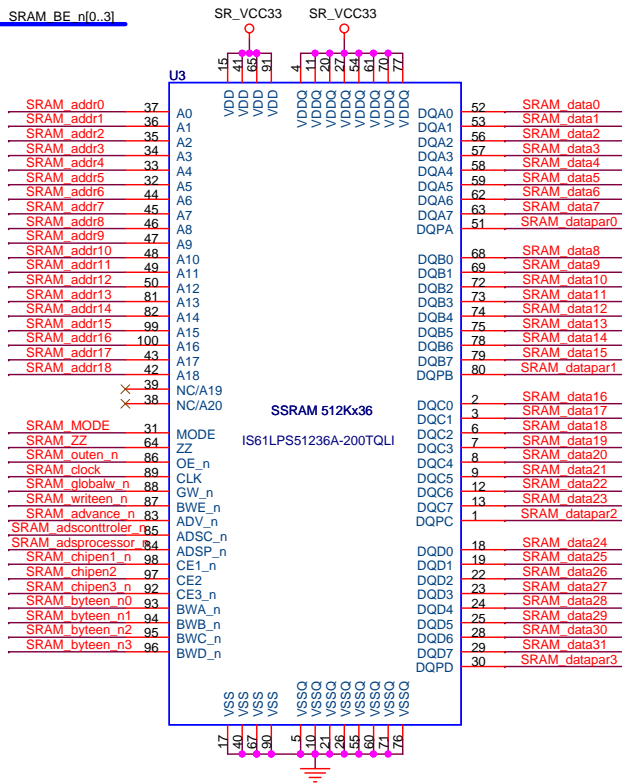 SRAM_BE_n[0..3]
SR_VCC33 SR_VCC33
15 41 65 91 4 11 20 27 54 61 70 77
U3
VDD VDD VDD VDD VDDQ VDDQ VDDQ VDDQ VDDQ VDDQ VDDQ VDDQ
SRAM_addr0 37 A0 DQA0 52 SRAM_data0
SRAM_addr1 36 A1 DQA1 53 SRAM_data1
SRAM_addr2 35 A2 DQA2 56 SRAM_data2
SRAM_addr3 34 A3 DQA3 57 SRAM_data3
SRAM_addr4 33 A4 DQA4 58 SRAM_data4
SRAM_addr5 32 A5 DQA5 59 SRAM_data5
SRAM_addr6 44 A6 DQA6 62 SRAM_data6
SRAM_addr7 45 A7 DQA7 63 SRAM_data7
SRAM_addr8 46 A8 DQPA 51 SRAM_datapar0
SRAM_addr9 47 A9
SRAM_addr10 48 A10 DQB0 68 SRAM_data8
SRAM_addr11 49 A11 DQB1 69 SRAM_data9
SRAM_addr12 50 A12 DQB2 72 SRAM_data10
SRAM_addr13 81 A13 DQB3 73 SRAM_data11
SRAM_addr14 82 A14 DQB4 74 SRAM_data12
SRAM_addr15 99 A15 DQB5 75 SRAM_data13
SRAM_addr16 100 A16 DQB6 78 SRAM_data14
SRAM_addr17 43 A17 DQB7 79 SRAM_data15
SRAM_addr18 42 A18 DQPB 80 SRAM_datapar1
39 NC/A19
38 NC/A20 DQC0 2 SRAM_data16
SSRAM 512Kx36 DQC1 3 SRAM_data17
SRAM_MODE 31 MODE DQC2 6 SRAM_data18
SRAM_ZZ 64 ZZ IS61LPS51236A-200TQLI DQC3 7 SRAM_data19
SRAM_outen_n 86 OE_n DQC4 8 SRAM_data20
SRAM_clock 89 CLK DQC5 9 SRAM_data21
SRAM_globalw_n 88 GW_n DQC6 12 SRAM_data22
SRAM_writeen_n 87 BWE_n DQC7 13 SRAM_data23
SRAM_advance_n 83 ADV_n DQPC 1 SRAM_datapar2
SRAM_adsconttroler_n 85 ADSC_n
SRAM_adsprocessor_n 84 ADSP_n DQD0 18 SRAM_data24
SRAM_chipen1_n 98 CE1_n DQD1 19 SRAM_data25
SRAM_chipen2 97 CE2 DQD2 22 SRAM_data26
SRAM_chipen3_n 92 CE3_n DQD3 23 SRAM_data27
SRAM_byteen_n0 93 BWA_n DQD4 24 SRAM_data28
SRAM_byteen_n1 94 BWB_n DQD5 25 SRAM_data29
SRAM_byteen_n2 95 BWC_n DQD6 28 SRAM_data30
SRAM_byteen_n3 96 BWD_n DQD7 29 SRAM_data31
DQPD 30 SRAM_datapar3
VSS VSS VSS VSS VSSQ VSSQ VSSQ VSSQ VSSQ VSSQ VSSQ VSSQ
17 40 67 90 5 10 21 26 55 60 71 76